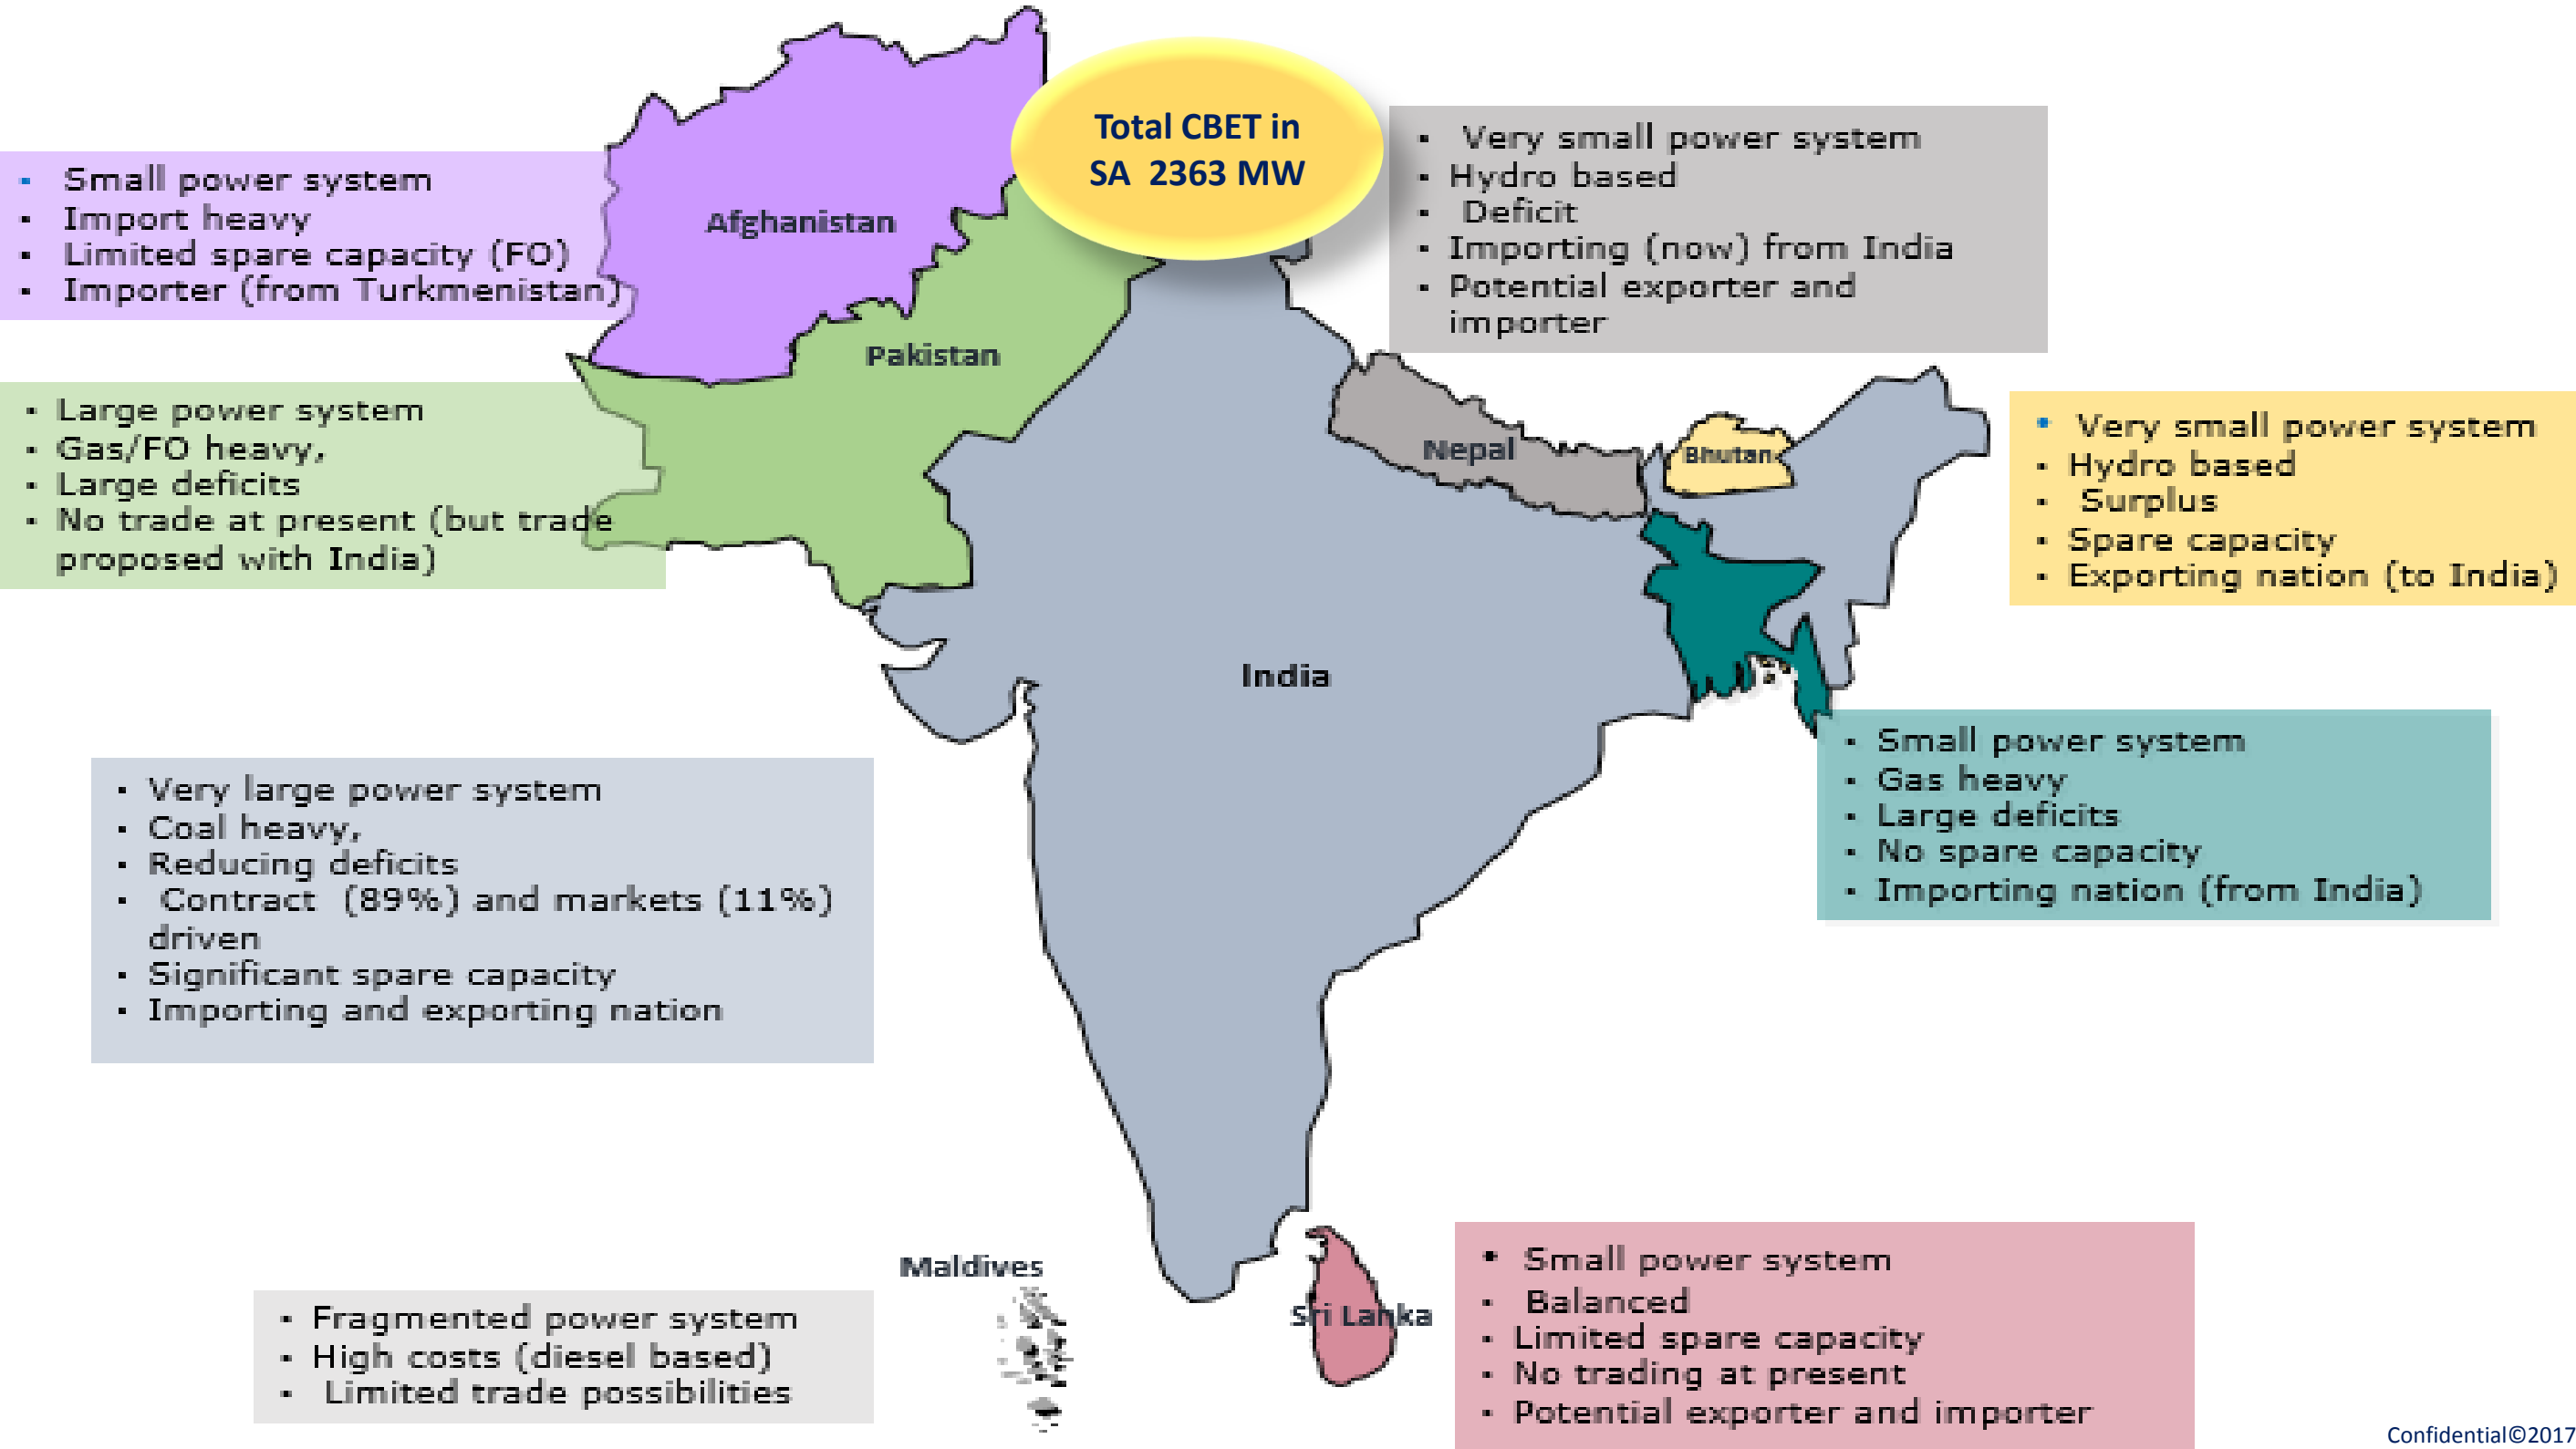 Total CBET in
SA 2363 MW
▪ Small power system
▪ Import heavy
▪ Limited spare capacity (FO)
▪ Importer (from Turkmenistan)
Afghanistan
▪ Very small power system
▪ Hydro based
▪ Deficit
▪ Importing (now) from India
▪ Potential exporter and
importer
Pakistan
▪ Large power system
▪ Gas/FO heavy,
▪ Large deficits
▪ No trade at present (but trade
proposed with India)
Nepal
Bhutan
▪ Very small power system
▪ Hydro based
▪ Surplus
▪ Spare capacity
▪ Exporting nation (to India)
India
▪ Small power system
▪ Gas heavy
▪ Large deficits
▪ No spare capacity
▪ Importing nation (from India)
▪ Very large power system
▪ Coal heavy,
▪ Reducing deficits
▪ Contract (89%) and markets (11%)
driven
▪ Significant spare capacity
▪ Importing and exporting nation
Maldives
▪ Fragmented power system
▪ High costs (diesel based)
▪ Limited trade possibilities
Sri Lanka
• Small power system
▪ Balanced
▪ Limited spare capacity
▪ No trading at present
▪ Potential exporter and importer
Confidential©2017